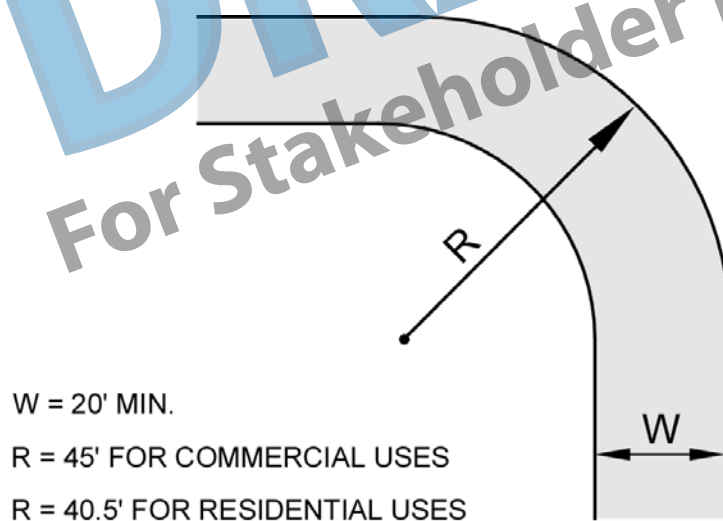 For Stakeholder
R
W
W = 20' MIN.
R = 45' FOR COMMERCIAL USES
R = 40.5' FOR RESIDENTIAL USES